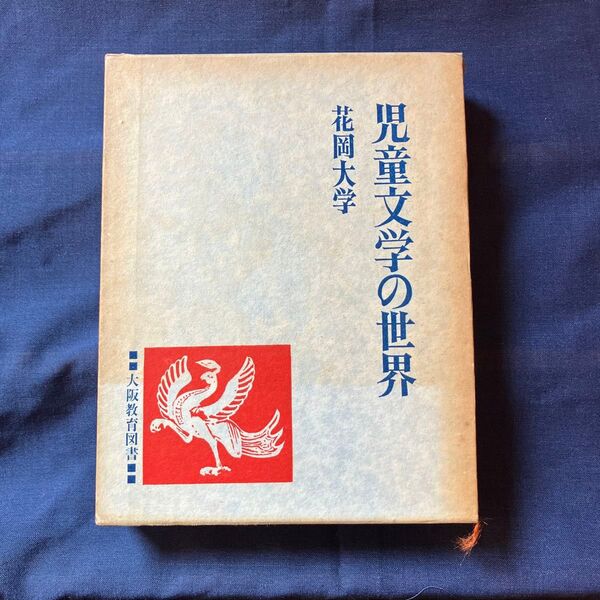 児童文学の世界
花岡大学
大阪教育図書